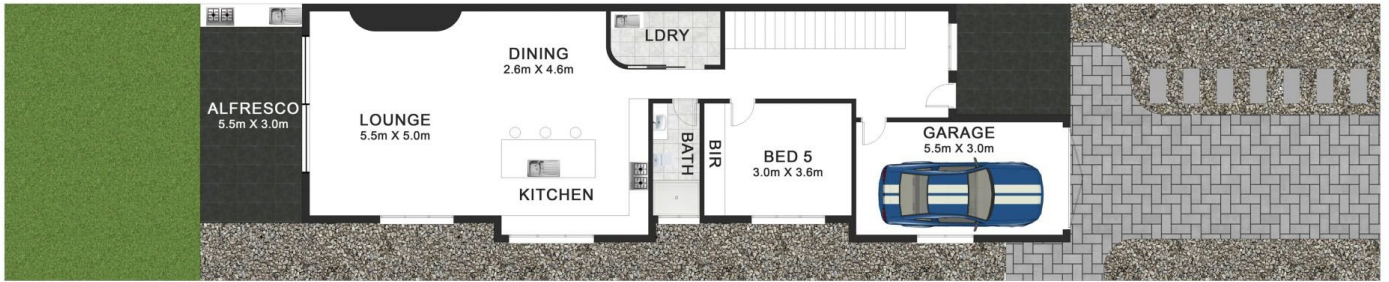 LDRY
DINING
2.6m X 4.6m
ALFRESCO
5.5m X 3.0m
LOUNGE
5.5m X 5.0m
KITCHEN
BATH
BIR
BED 5
3.0m X 3.6m
GARAGE
5.5m X 3.0m